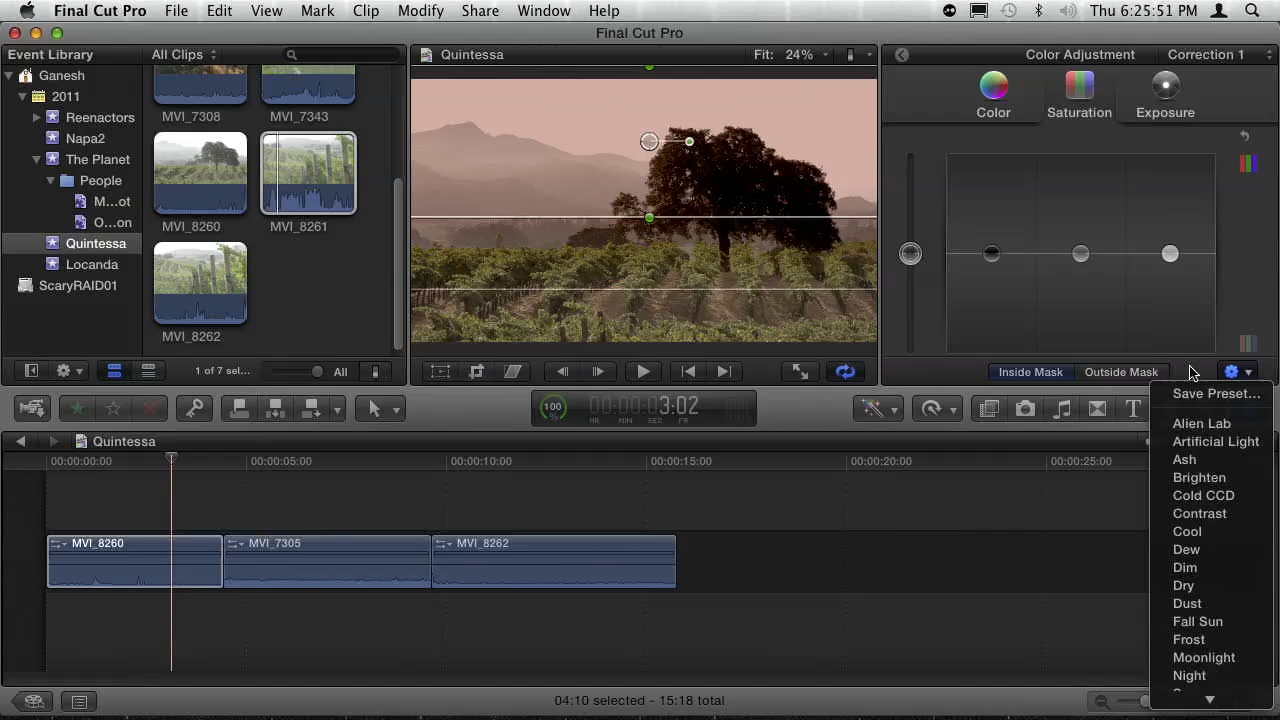 Final Cut Pro File Edit View Mark Clip Modify Share Window Help Thu 6:25:51 PM
Final Cut Pro
Event Library
All Clips
Quintessa
Fit: 24%
Color Adjustment
Correction 1
Ganesh
2011
Reenactors
Napa2
The Planet
People
M...ot
O...on
Quintessa
Locanda
ScaryRAID01
MVI_7308 MVI_7343
MVI_8260 MVI_8261
MVI_8262
1 of 7 sel... All
Color Saturation Exposure
Inside Mask Outside Mask
100 %
00:00:00 3:02
HR MIN SEC FR
T
Quintessa
00:00:00:00 00:00:05:00 00:00:10:00 00:00:15:00 00:00:20:00 00:00:25:00
MVI_8260 MVI_7305 MVI_8262
Save Preset...
Alien Lab
Artificial Light
Ash
Brighten
Cold CCD
Contrast
Cool
Dew
Dim
Dry
Dust
Fall Sun
Frost
Moonlight
Night
04:10 selected - 15:18 total